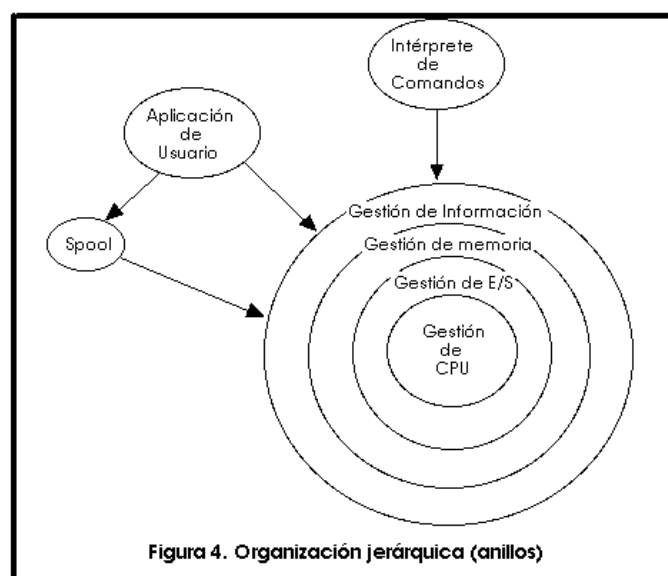 Intérprete
de
Comandos
Aplicación
de
Usuario
Spool
Gestión de Información
Gestión de memoria
Gestión de E/S
Gestión
de
CPU
Figura 4. Organización jerárquica (anillos)